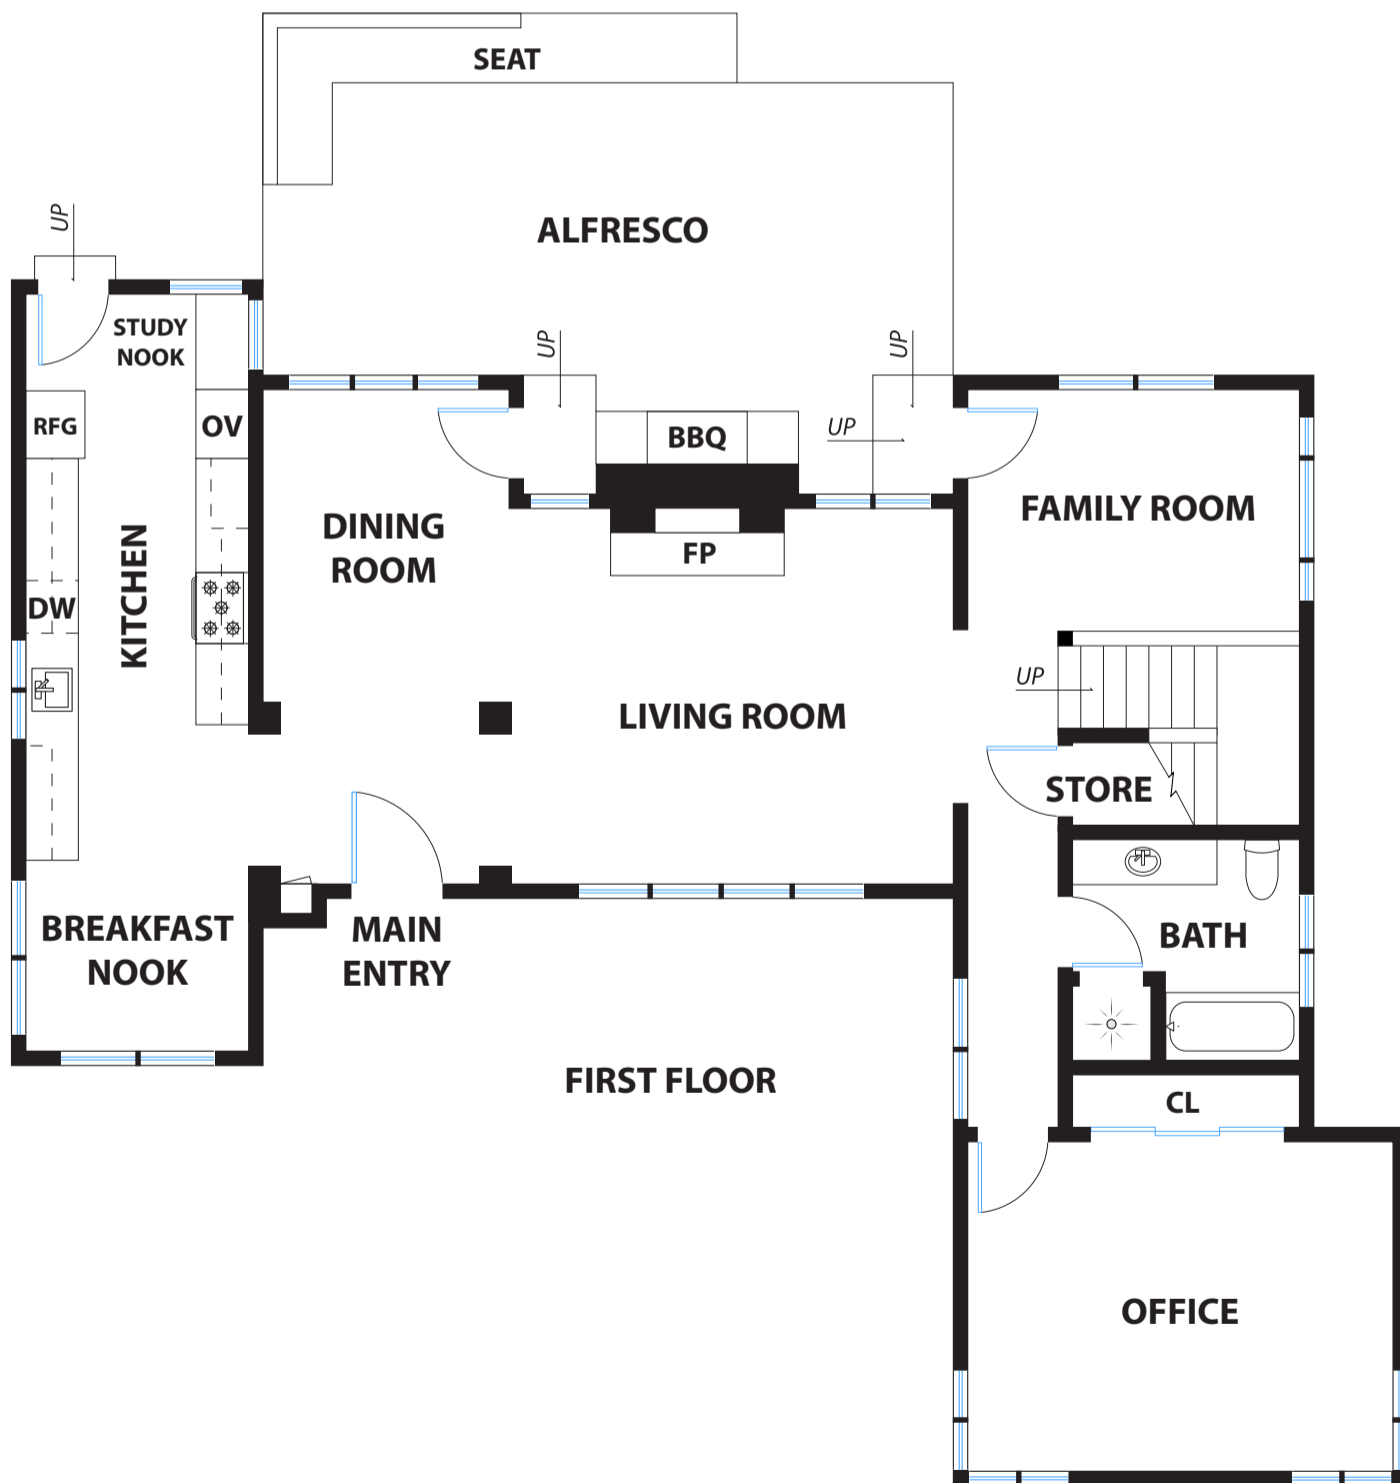 SEAT
UP
ALFRESCO
STUDY
NOOK
UP
UP
RFG
OV
BBQ
UP
DINING
ROOM
FAMILY ROOM
KITCHEN
FP
DW
UP
LIVING ROOM
STORE
BREAKFAST
NOOK
MAIN
ENTRY
BATH
FIRST FLOOR
CL
OFFICE